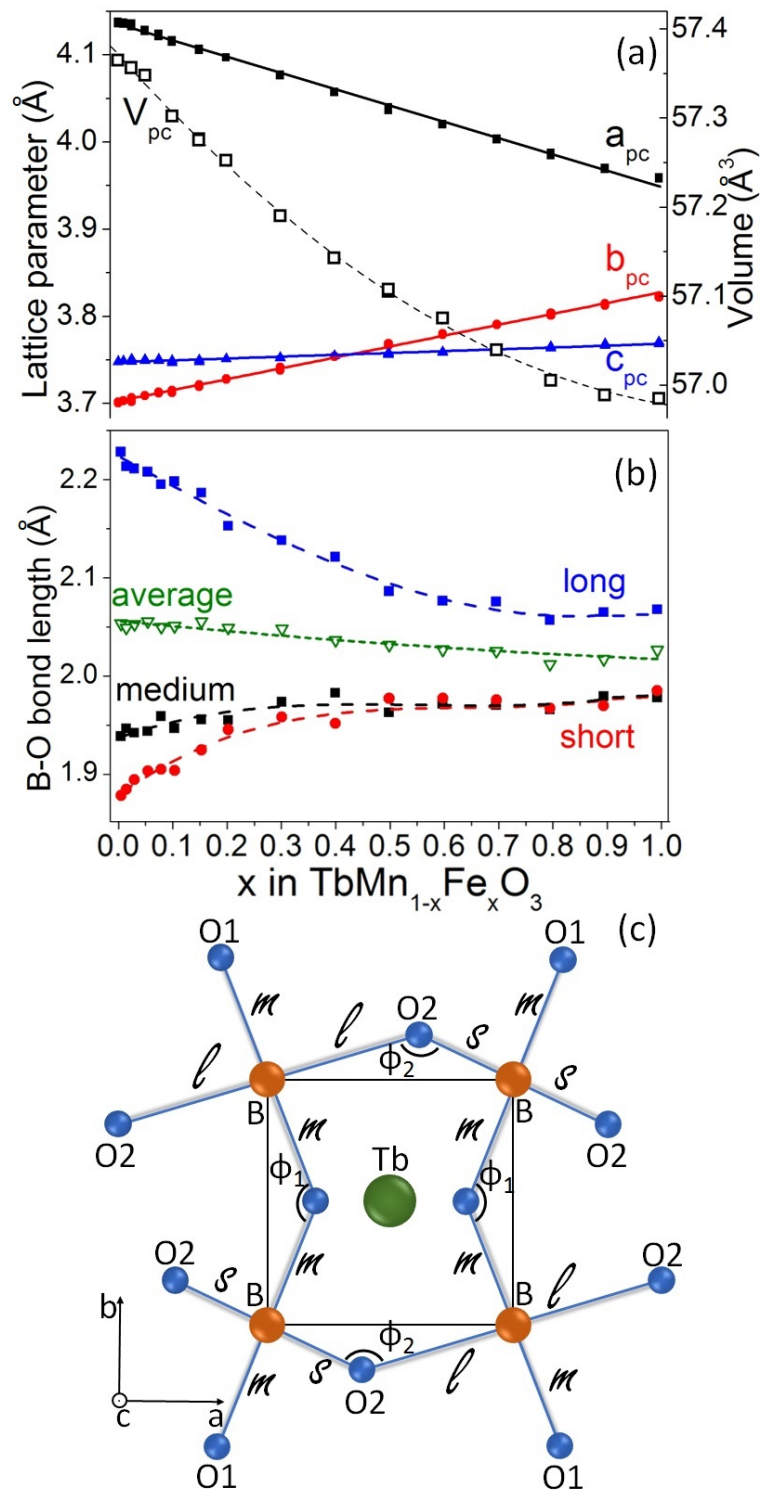 (a)
Lattice parameter (Å)
4.1
4.0
3.9
3.8
3.7
V_pc
a_pc
b_pc
c_pc
57.4
57.3
57.2
57.1
57.0
Volume (Å³)
(b)
B-O bond length (Å)
2.2
2.1
2.0
1.9
long
average
medium
short
0.0 0.1 0.2 0.3 0.4 0.5 0.6 0.7 0.8 0.9 1.0
x in TbMn₁₋ₓFeₓO₃
(c)
O1 O1
m O2 m
l l s s
ϕ₂
B B
O2 O2
m m
Tb
ϕ₁ ϕ₁
O2 m m O2
s l
B B
b ϕ₂
s l
m O2 m
c a
O1 O1